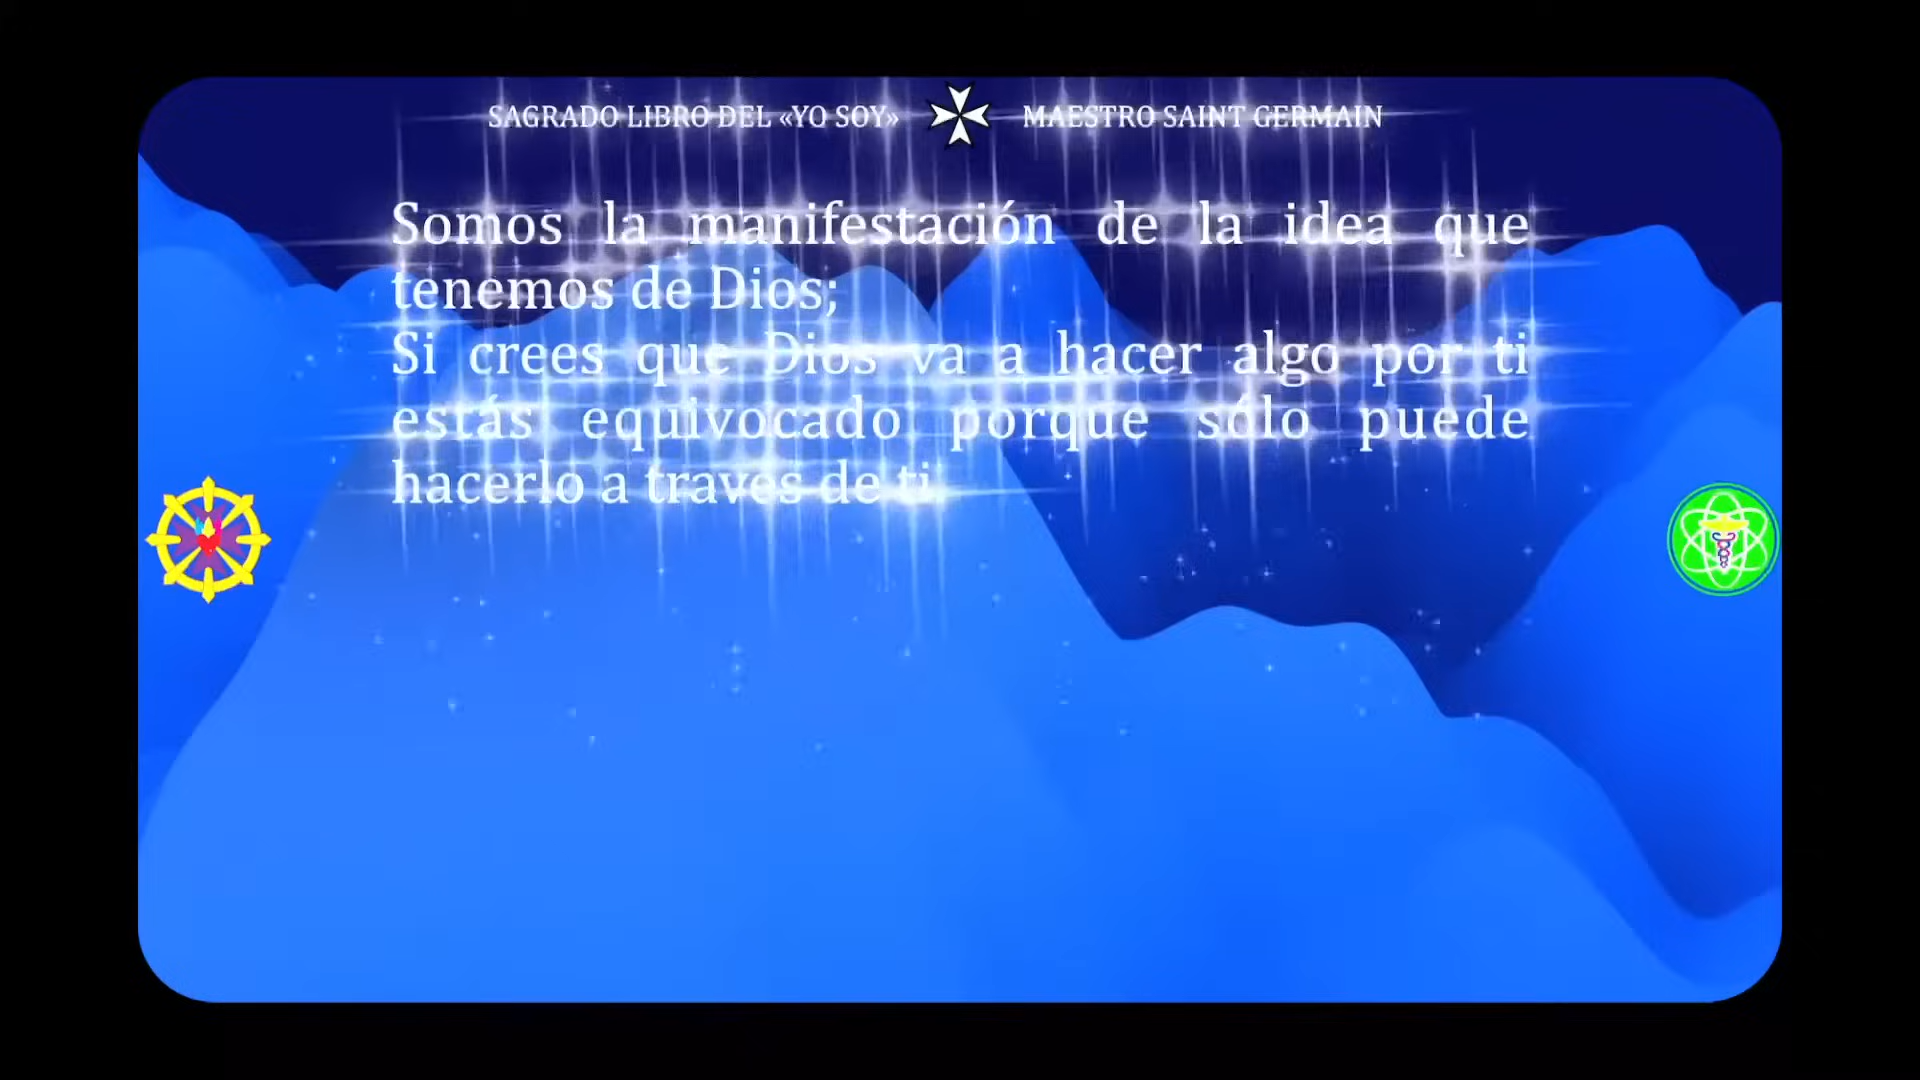 SAGRADO LIBRO DEL «YO SOY» MAESTRO SAINT GERMAIN
Somos la manifestación de la idea que
tenemos de Dios;
Si crees que Dios va a hacer algo por ti
estás equivocado porque sólo puede
hacerlo a traves de ti.